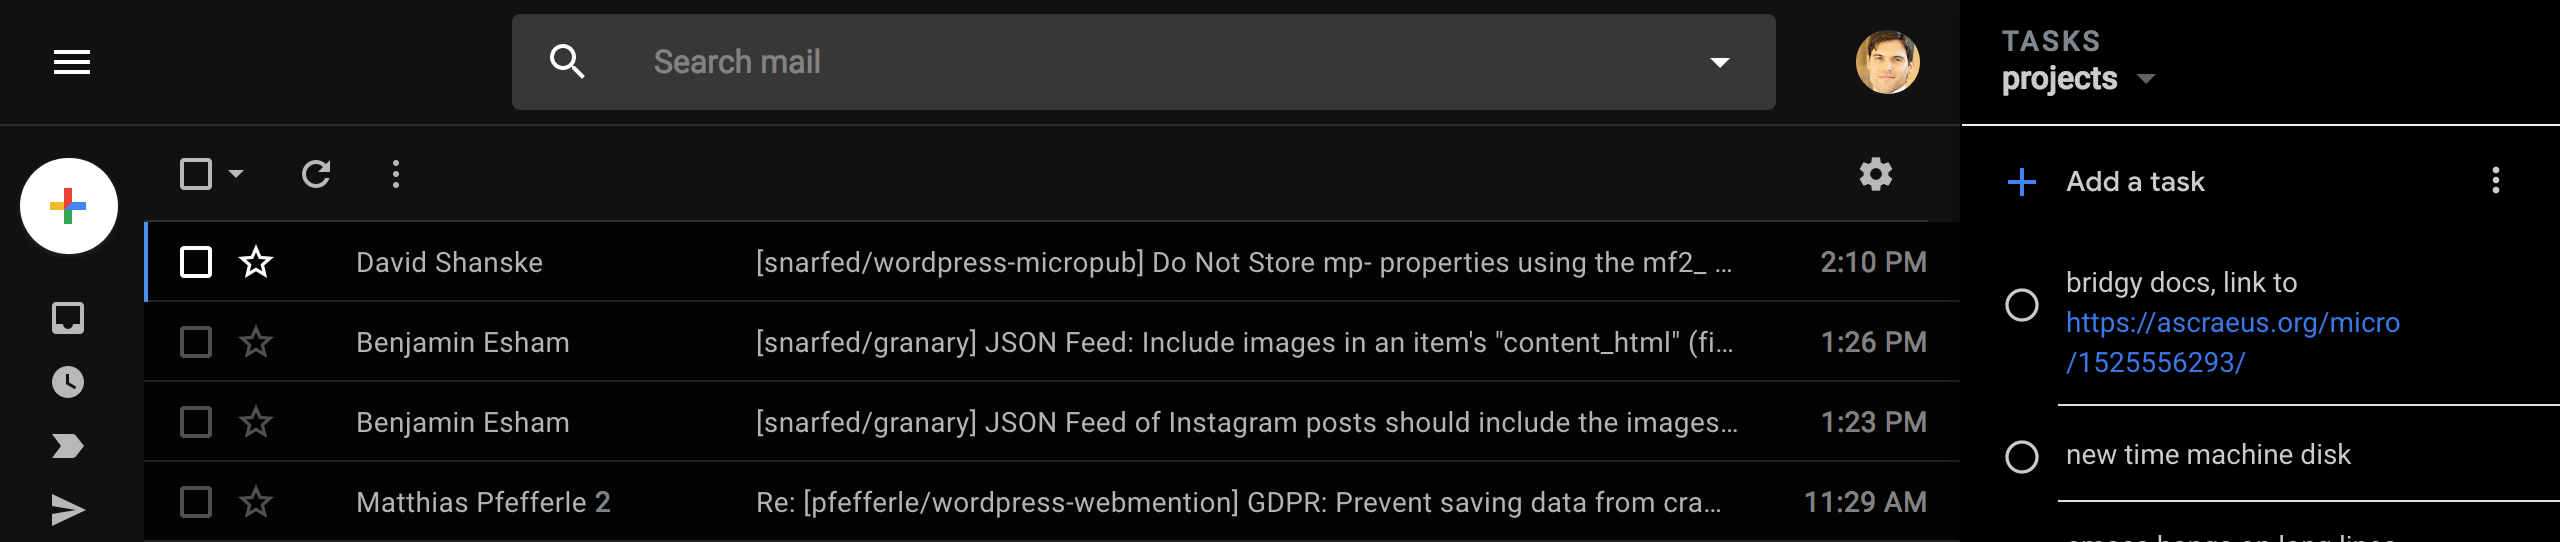 Search mail
David Shanske [snarfed/wordpress-micropub] Do Not Store mp- properties using the mf2_ ... 2:10 PM
Benjamin Esham [snarfed/granary] JSON Feed: Include images in an item's "content_html" (fi... 1:26 PM
Benjamin Esham [snarfed/granary] JSON Feed of Instagram posts should include the images... 1:23 PM
Matthias Pfefferle 2 Re: [pfefferle/wordpress-webmention] GDPR: Prevent saving data from cra... 11:29 AM
TASKS
projects
Add a task
bridgy docs, link to
https://ascraeus.org/micro
/1525556293/
new time machine disk